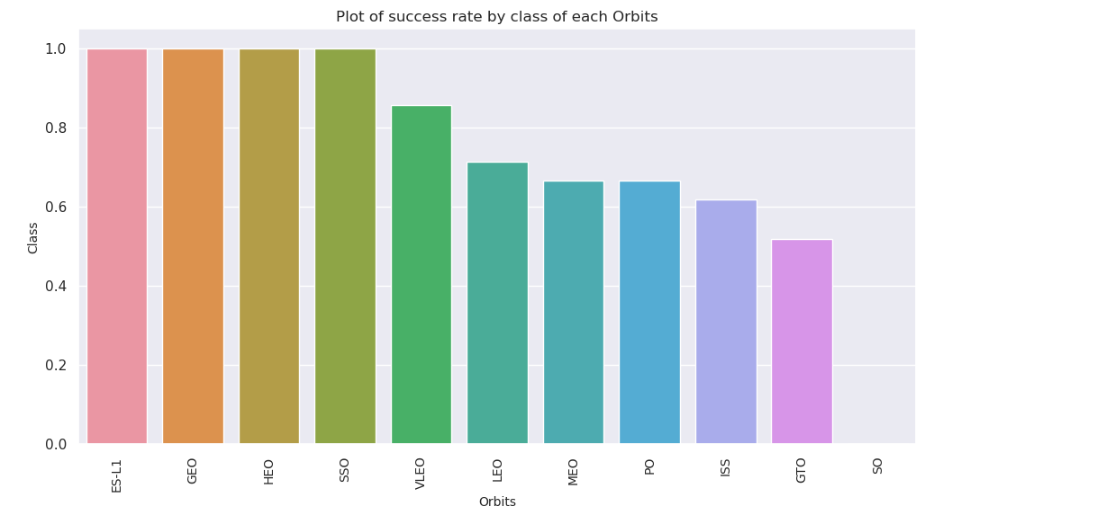 Plot of success rate by class of each Orbits
1.0
0.8
0.6
0.4
0.2
0.0
Class
ES-L1
GEO
HEO
SSO
VLEO
LEO
MEO
PO
ISS
GTO
SO
Orbits